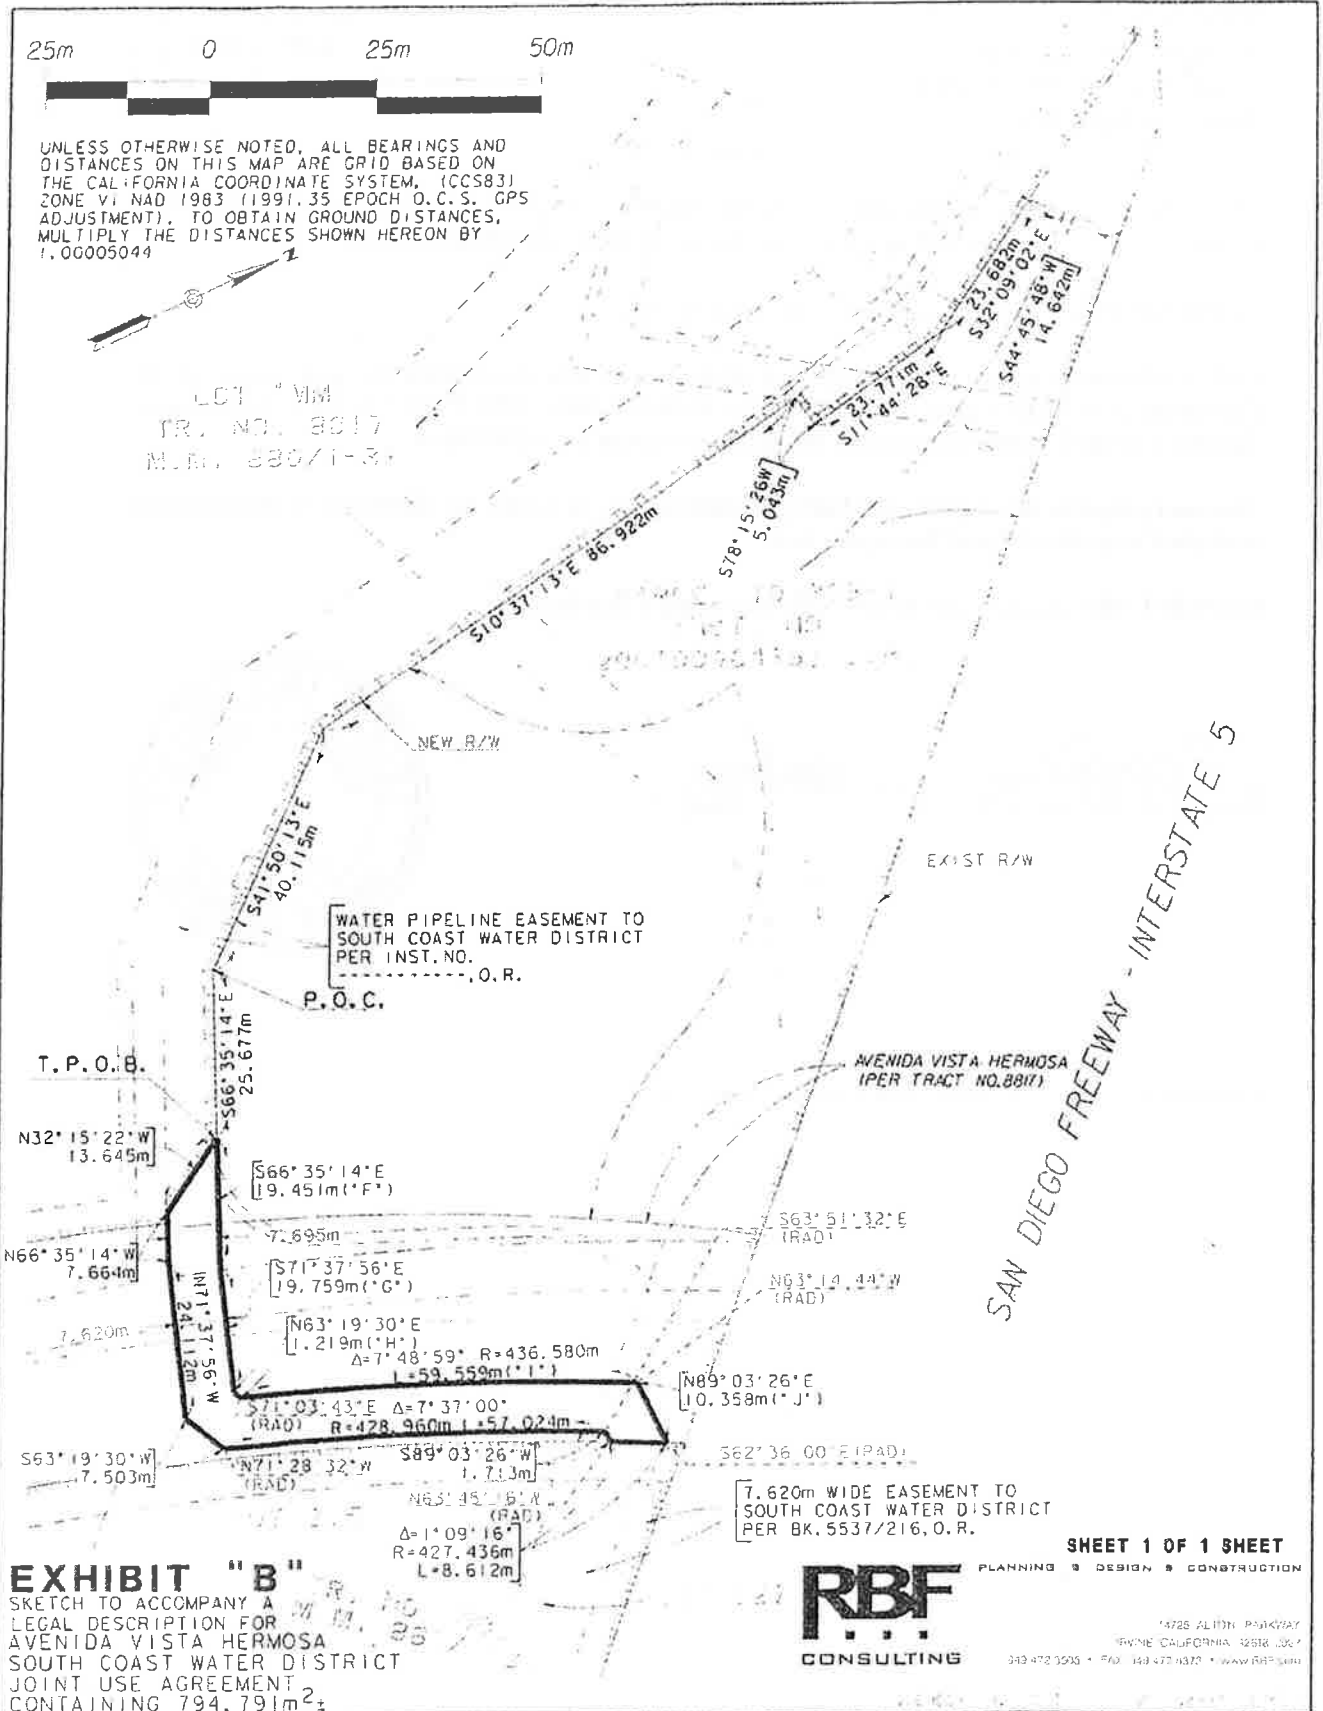 25m 0 25m 50m
UNLESS OTHERWISE NOTED, ALL BEARINGS AND
DISTANCES ON THIS MAP ARE GRID BASED ON
THE CALIFORNIA COORDINATE SYSTEM, (CCS83)
ZONE VI NAD 1983 (1991.35 EPOCH O.C.S. GPS
ADJUSTMENT). TO OBTAIN GROUND DISTANCES,
MULTIPLY THE DISTANCES SHOWN HEREON BY
1.00005044
Z
TR. NO. 8817
23.682m
S32°09'02"E
S44°45'48"W
14.642m
23.771m
S11°44'28"E
S78°15'26W
5.043m
S10°37'13"E 86.922m
NEW R/W
S41°50'13"E
40.115m
EXIST R/W
SAN DIEGO FREEWAY - INTERSTATE 5
WATER PIPELINE EASEMENT TO
SOUTH COAST WATER DISTRICT
PER INST. NO.
-----------, O.R.
P.O.C.
S66°35'14"E
25.677m
T.P.O.B.
AVENIDA VISTA HERMOSA
(PER TRACT NO.8817)
N32°15'22"W
13.645m
S66°35'14"E
19.451m("F")
7.695m
S63°51'32"E
(RAD)
N66°35'14"W
7.664m
S71°37'56"E
19.759m("G")
N63°14'44"W
(RAD)
N71°37'56"W
24.112m
7.620m
N63°19'30"E
1.219m("H")
Δ=7°48'59" R=436.580m
L=59.559m("I")
N89°03'26"E
10.358m("J")
S71°03'43"E Δ=7°37'00"
(RAD) R=428.960m L=57.024m
S63°19'30"W
7.503m
N71°28'32"W
(RAD)
S89°03'26"W
1.713m
S62°36'00"E(RAD)
N63°45'16"W
(RAD)
Δ=1°09'16"
R=427.436m
L=8.612m
7.620m WIDE EASEMENT TO
SOUTH COAST WATER DISTRICT
PER BK.5537/216, O.R.
SHEET 1 OF 1 SHEET
EXHIBIT "B"
SKETCH TO ACCOMPANY A
LEGAL DESCRIPTION FOR
AVENIDA VISTA HERMOSA
SOUTH COAST WATER DISTRICT
JOINT USE AGREEMENT
CONTAINING 794.791m²±
RBF
CONSULTING
PLANNING DESIGN CONSTRUCTION
14725 ALTON PARKWAY